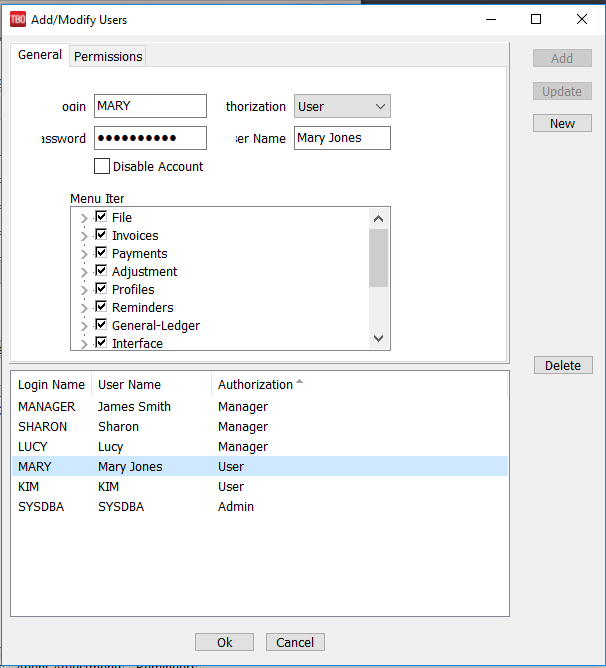 TBO Add/Modify Users
General Permissions
Add
Update
New
ogin MARY thorization User
assword ●●●●●●●●●● ser Name Mary Jones
Disable Account
Menu Iter
File
Invoices
Payments
Adjustment
Profiles
Reminders
General-Ledger
Interface
Delete
Login Name User Name Authorization
MANAGER James Smith Manager
SHARON Sharon Manager
LUCY Lucy Manager
MARY Mary Jones User
KIM KIM User
SYSDBA SYSDBA Admin
Ok Cancel